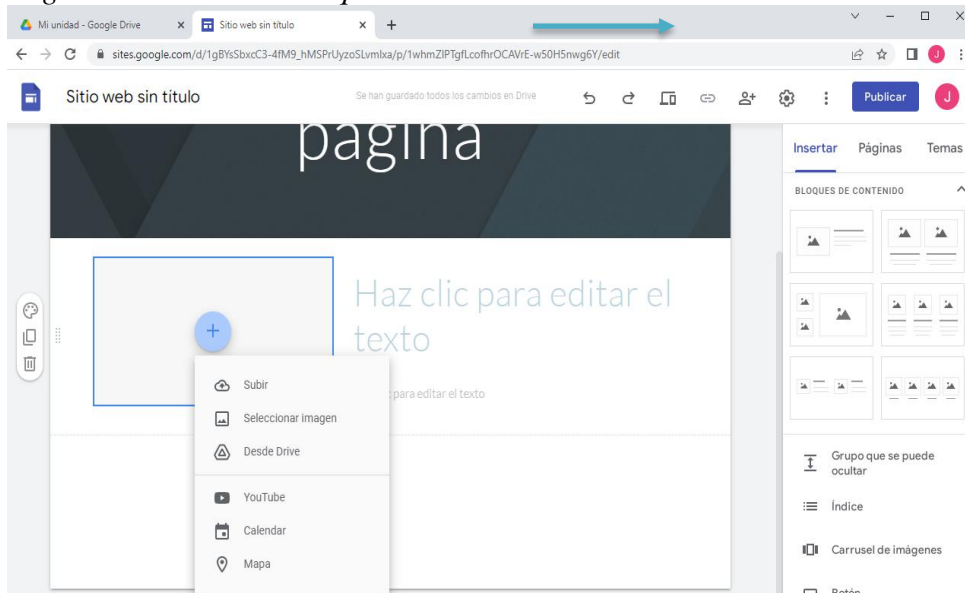 Mi unidad - Google Drive
Sitio web sin título
sites.google.com/d/1gBYsSbxcC3-4fM9_hMSPrUyzoSLvmlxa/p/1whmZlPTgfLcofhrOCAVrE-w50H5nwg6Y/edit
J
Sitio web sin título
Se han guardado todos los cambios en Drive
Publicar
J
página
Insertar Páginas Temas
BLOQUES DE CONTENIDO
Haz clic para editar el
texto
para editar el texto
Subir
Seleccionar imagen
Desde Drive
YouTube
Calendar
Mapa
Grupo que se puede
ocultar
Índice
Carrusel de imágenes
Botón